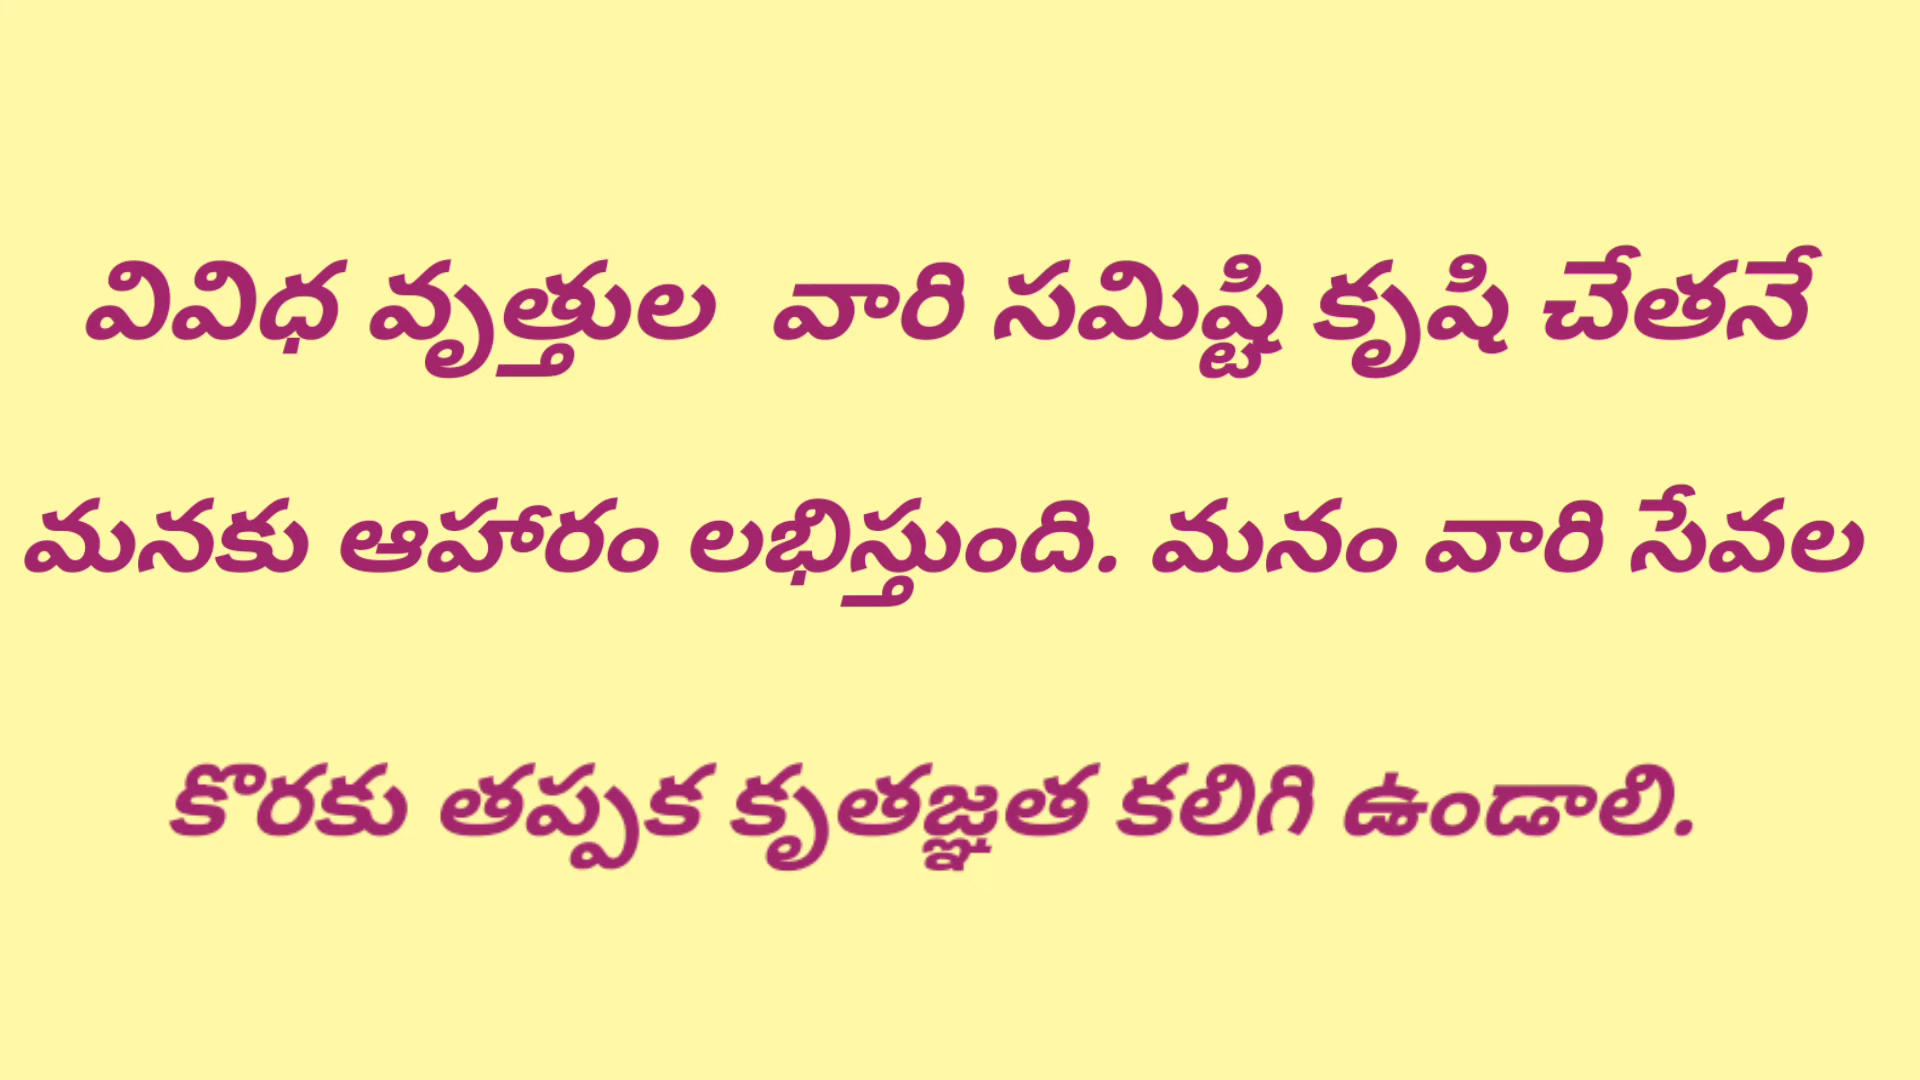 వివిధ వృత్తుల వారి సమిష్టి కృషి చేతనే
మనకు ఆహారం లభిస్తుంది. మనం వారి సేవల
కొరకు తప్పక కృతజ్ఞత కలిగి ఉండాలి.